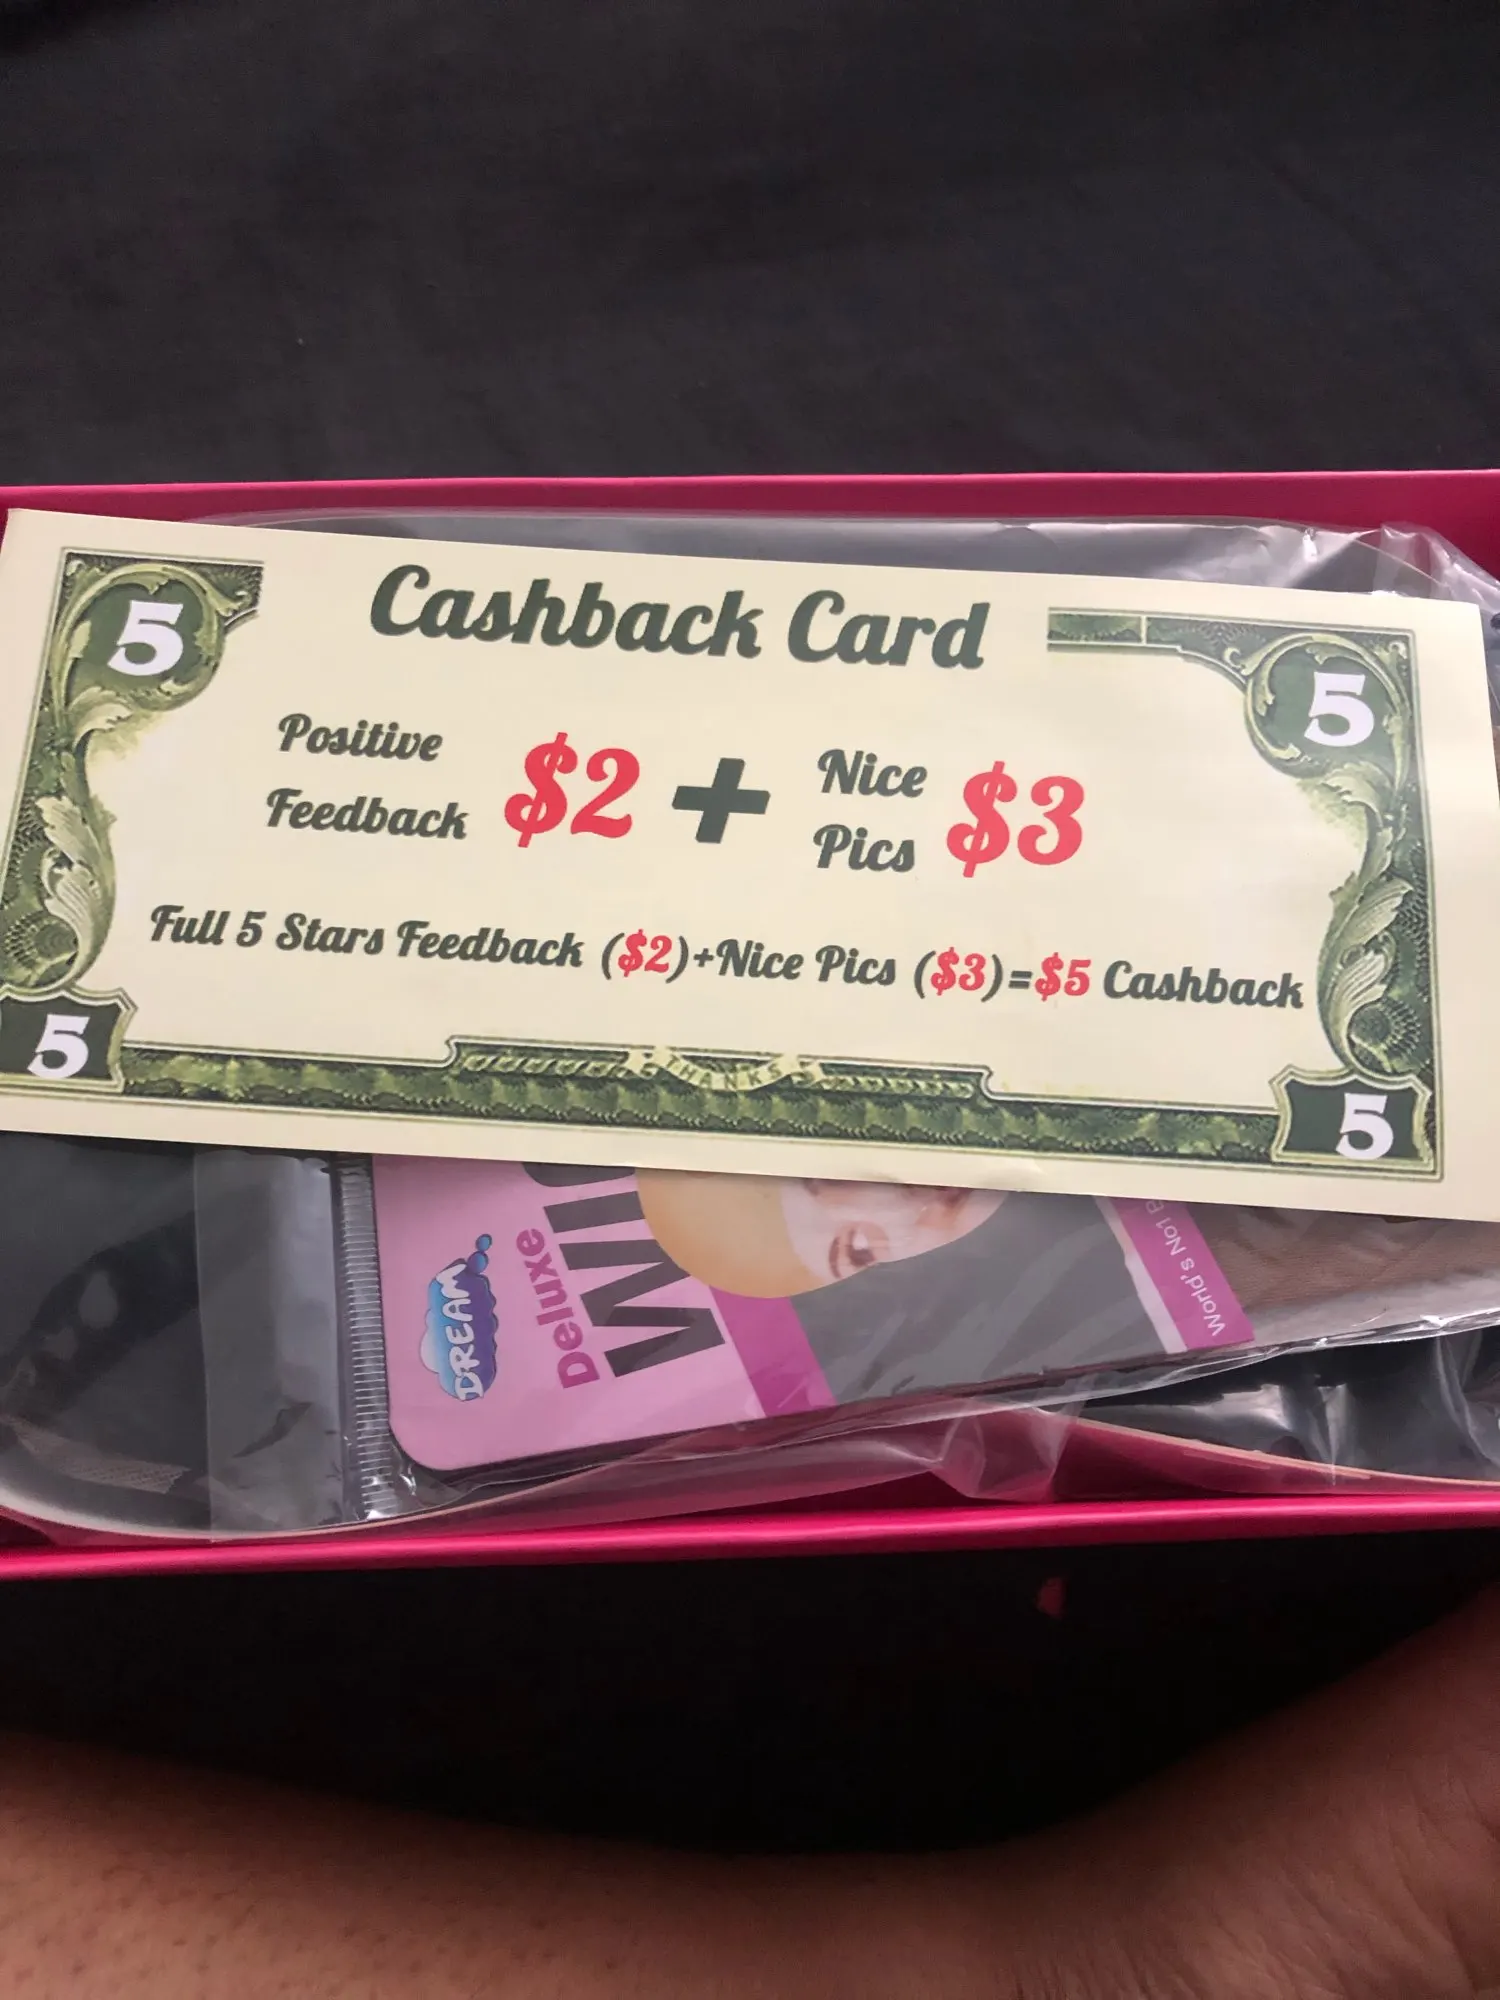 5
Cashback Card
5
Positive
Feedback
$2
+
Nice
Pics
$3
Full 5 Stars Feedback ($2)+Nice Pics ($3)=$5 Cashback
5
THANKS
5
DREAM
Deluxe
World's No1